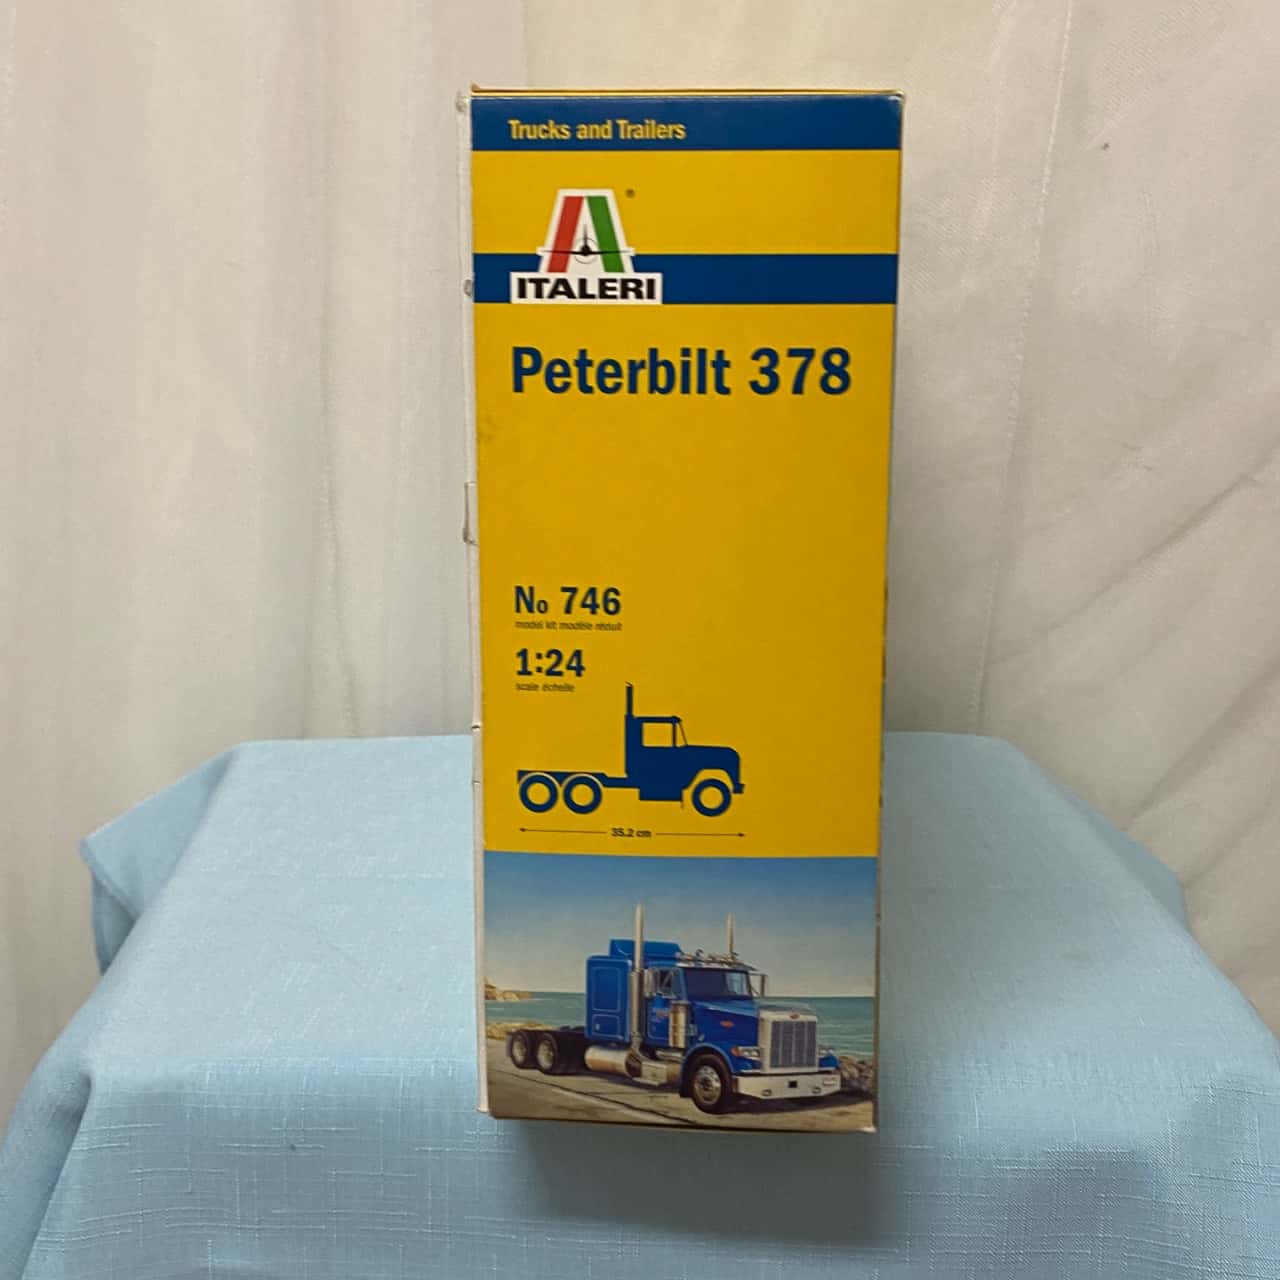 Trucks and Trailers
®
ITALERI
Peterbilt 378
No 746
model kit modèle réduit
1:24
scale échelle
35.2 cm